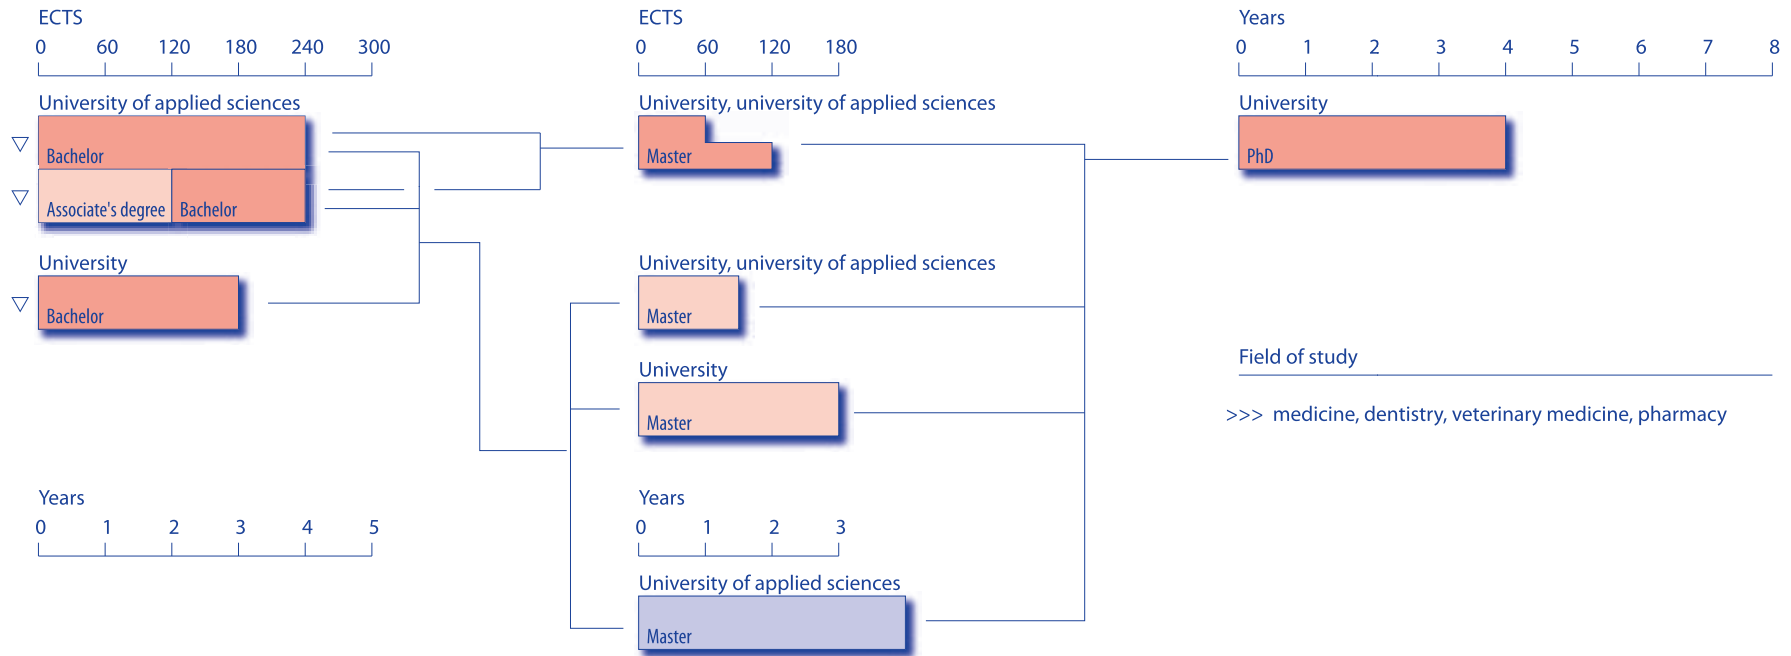 ECTS
0 60 120 180 240 300
University of applied sciences
Bachelor
Associate's degree Bachelor
University
Bachelor
Years
0 1 2 3 4 5
ECTS
0 60 120 180
University, university of applied sciences
Master
University, university of applied sciences
Master
University
Master
Years
0 1 2 3
University of applied sciences
Master
Years
0 1 2 3 4 5 6 7 8
University
PhD
Field of study
>>> medicine, dentistry, veterinary medicine, pharmacy